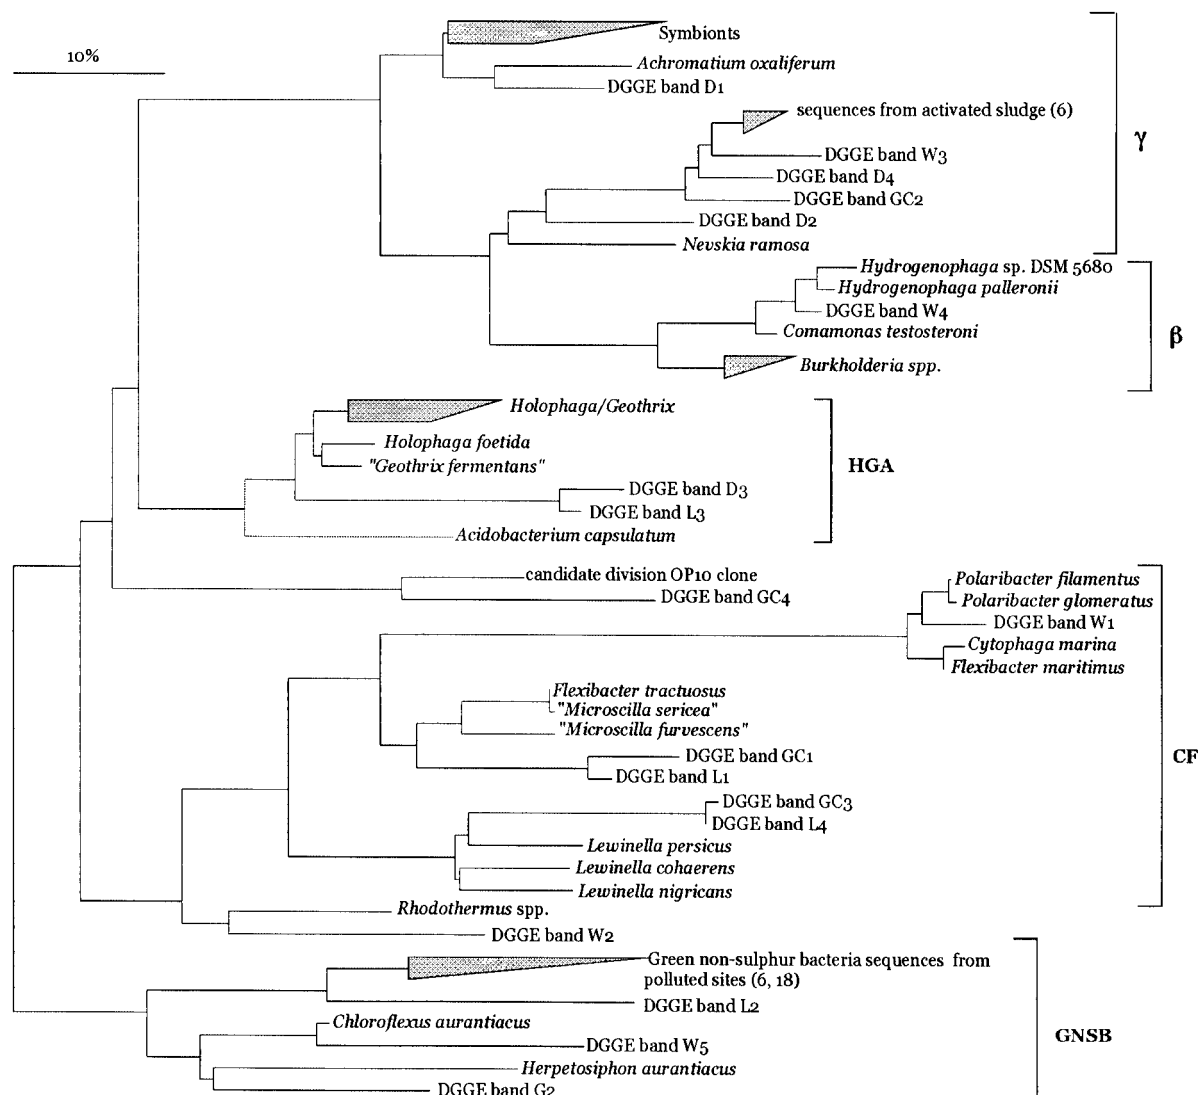 10%
Symbionts
Achromatium oxaliferum
DGGE band D1
sequences from activated sludge (6)
DGGE band W3
DGGE band D4
DGGE band GC2
DGGE band D2
Nevskia ramosa
γ
Hydrogenophaga sp. DSM 5680
Hydrogenophaga palleronii
DGGE band W4
Comamonas testosteroni
Burkholderia spp.
β
Holophaga/Geothrix
Holophaga foetida
"Geothrix fermentans"
DGGE band D3
DGGE band L3
Acidobacterium capsulatum
HGA
candidate division OP10 clone
DGGE band GC4
Polaribacter filamentus
Polaribacter glomeratus
DGGE band W1
Cytophaga marina
Flexibacter maritimus
Flexibacter tractuosus
"Microscilla sericea"
"Microscilla furvescens"
DGGE band GC1
DGGE band L1
DGGE band GC3
DGGE band L4
Lewinella persicus
Lewinella cohaerens
Lewinella nigricans
Rhodothermus spp.
DGGE band W2
CF
Green non-sulphur bacteria sequences from
polluted sites (6, 18)
DGGE band L2
Chloroflexus aurantiacus
DGGE band W5
Herpetosiphon aurantiacus
DGGE band G2
GNSB